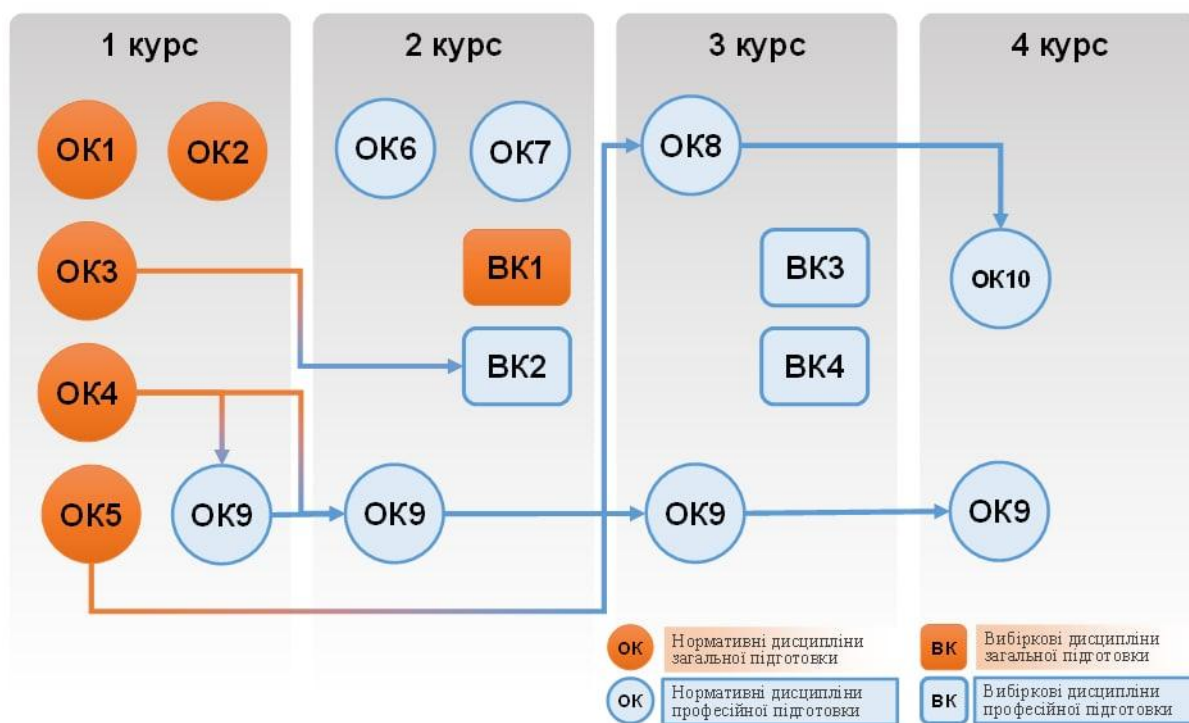 1 курс
2 курс
3 курс
4 курс
ОК1
ОК2
ОК6
ОК7
ОК8
ОК3
ВК1
ВК3
ОК10
ВК2
ВК4
ОК4
ОК5
ОК9
ОК9
ОК9
ОК9
ОК
Нормативні дисципліни
загальної підготовки
ВК
Вибіркові дисципліни
загальної підготовки
ОК
Нормативні дисципліни
професійної підготовки
ВК
Вибіркові дисципліни
професійної підготовки